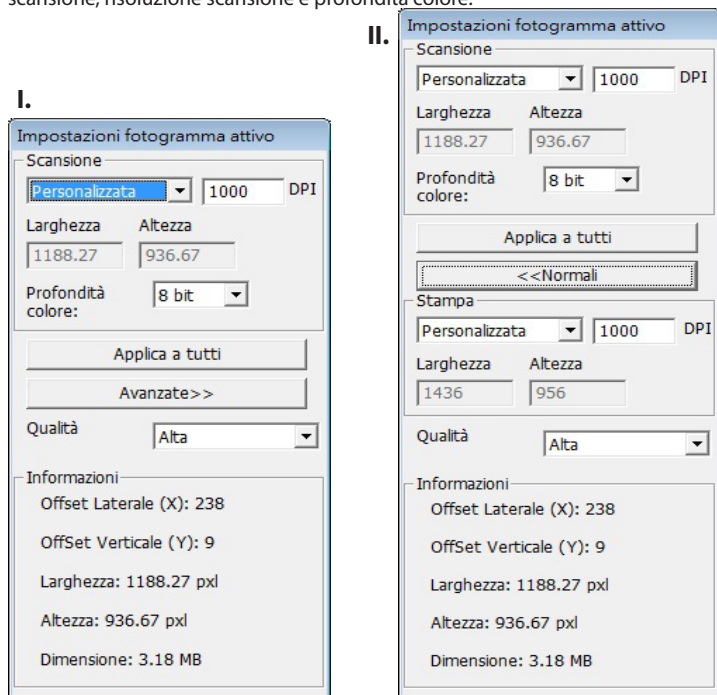 scansione, risoluzione scansione e profondità colore.
I.
Impostazioni fotogramma attivo
Scansione
Personalizzata 1000 DPI
Larghezza Altezza
1188.27 936.67
Profondità colore: 8 bit
Applica a tutti
Avanzate>>
Qualità Alta
Informazioni
Offset Laterale (X): 238
OffSet Verticale (Y): 9
Larghezza: 1188.27 pxl
Altezza: 936.67 pxl
Dimensione: 3.18 MB
II.
Impostazioni fotogramma attivo
Scansione
Personalizzata 1000 DPI
Larghezza Altezza
1188.27 936.67
Profondità colore: 8 bit
Applica a tutti
<<Normali
Stampa
Personalizzata 1000 DPI
Larghezza Altezza
1436 956
Qualità Alta
Informazioni
Offset Laterale (X): 238
OffSet Verticale (Y): 9
Larghezza: 1188.27 pxl
Altezza: 936.67 pxl
Dimensione: 3.18 MB